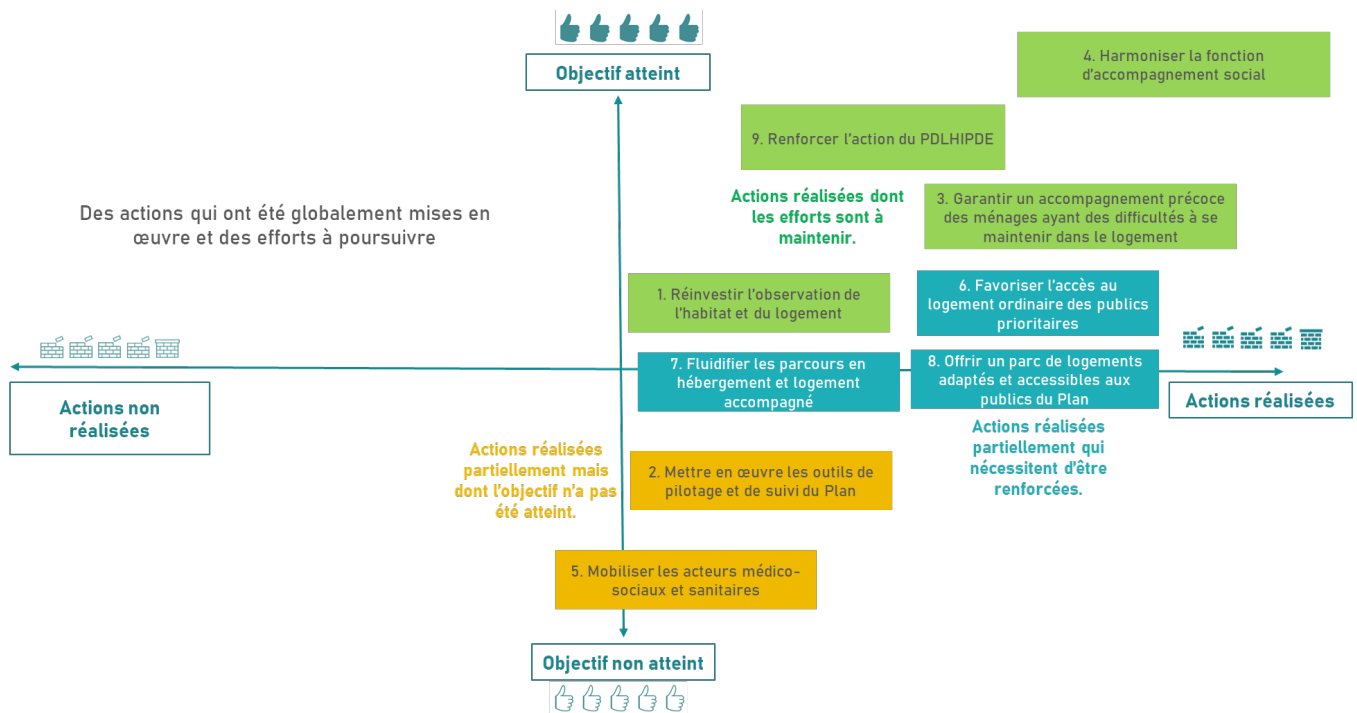 Objectif atteint
4. Harmoniser la fonction
d'accompagnement social
9. Renforcer l'action du PDLHIPDE
Des actions qui ont été globalement mises en
œuvre et des efforts à poursuivre
Actions réalisées dont
les efforts sont à
maintenir.
3. Garantir un accompagnement précoce
des ménages ayant des difficultés à se
maintenir dans le logement
1. Réinvestir l'observation de
l'habitat et du logement
6. Favoriser l'accès au
logement ordinaire des publics
prioritaires
7. Fluidifier les parcours en
hébergement et logement
accompagné
8. Offrir un parc de logements
adaptés et accessibles aux
publics du Plan
Actions non
réalisées
Actions réalisées
Actions réalisées
partiellement mais
dont l'objectif n'a pas
été atteint.
2. Mettre en œuvre les outils de
pilotage et de suivi du Plan
Actions réalisées
partiellement qui
nécessitent d'être
renforcées.
5. Mobiliser les acteurs médico-
sociaux et sanitaires
Objectif non atteint